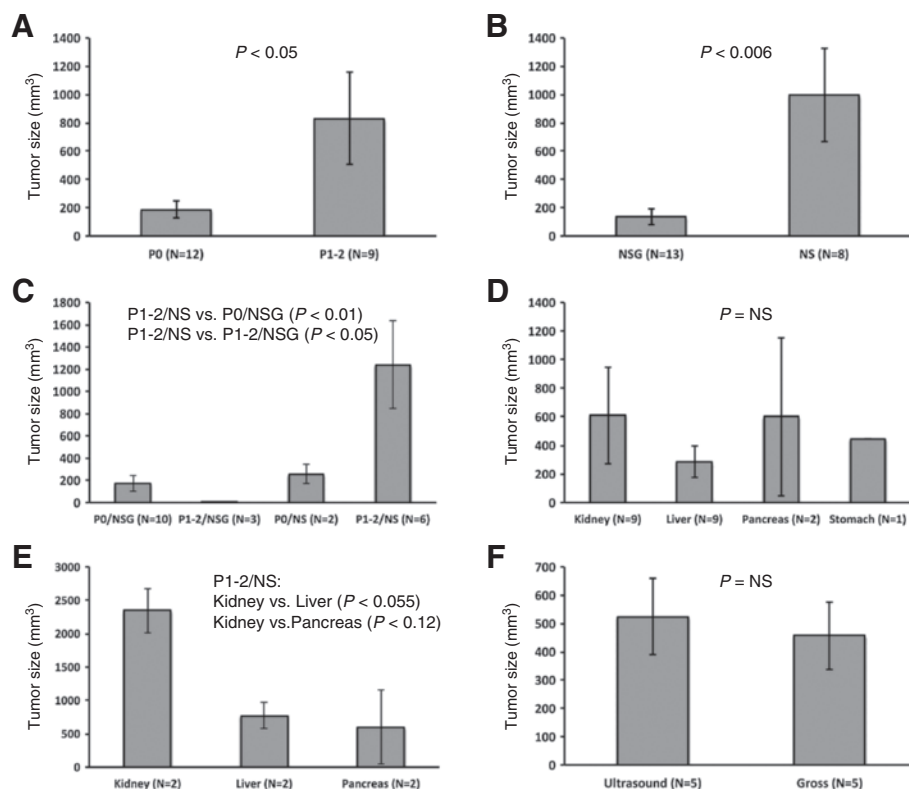 A
Tumor size (mm³)
1400
1200
1000
800
600
400
200
0
P < 0.05
P0 (N=12)
P1-2 (N=9)
B
Tumor size (mm³)
1400
1200
1000
800
600
400
200
0
P < 0.006
NSG (N=13)
NS (N=8)
C
Tumor size (mm³)
1800
1600
1400
1200
1000
800
600
400
200
0
P1-2/NS vs. P0/NSG (P < 0.01)
P1-2/NS vs. P1-2/NSG (P < 0.05)
P0/NSG (N=10)
P1-2/NSG (N=3)
P0/NS (N=2)
P1-2/NS (N=6)
D
Tumor size (mm³)
1400
1200
1000
800
600
400
200
0
P = NS
Kidney (N=9)
Liver (N=9)
Pancreas (N=2)
Stomach (N=1)
E
Tumor size (mm³)
3000
2500
2000
1500
1000
500
0
P1-2/NS:
Kidney vs. Liver (P < 0.055)
Kidney vs.Pancreas (P < 0.12)
Kidney (N=2)
Liver (N=2)
Pancreas (N=2)
F
Tumor size (mm³)
700
600
500
400
300
200
100
0
P = NS
Ultrasound (N=5)
Gross (N=5)